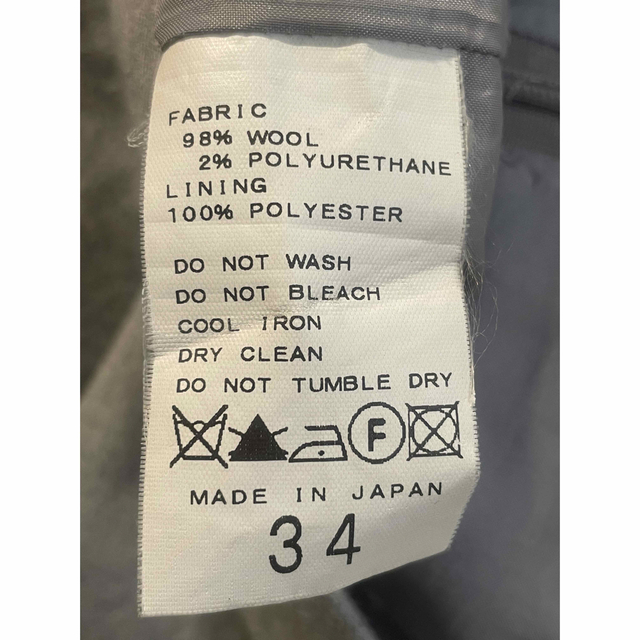 FABRIC
98% WOOL
2% POLYURETHANE
LINING
100% POLYESTER
DO NOT WASH
DO NOT BLEACH
COOL IRON
DRY CLEAN
DO NOT TUMBLE DRY
F
MADE IN JAPAN
34